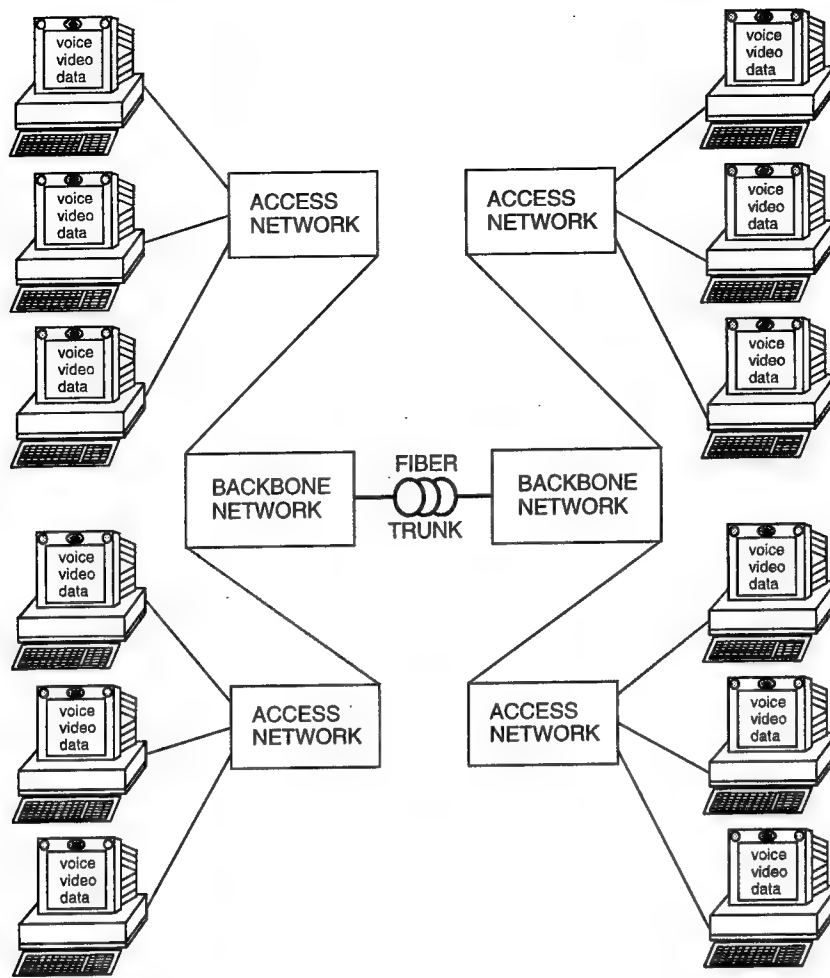 voice
video
data
voice
video
data
voice
video
data
ACCESS
NETWORK
voice
video
data
voice
video
data
voice
video
data
ACCESS
NETWORK
BACKBONE
NETWORK
FIBER
TRUNK
BACKBONE
NETWORK
voice
video
data
voice
video
data
voice
video
data
ACCESS
NETWORK
voice
video
data
voice
video
data
voice
video
data
ACCESS
NETWORK